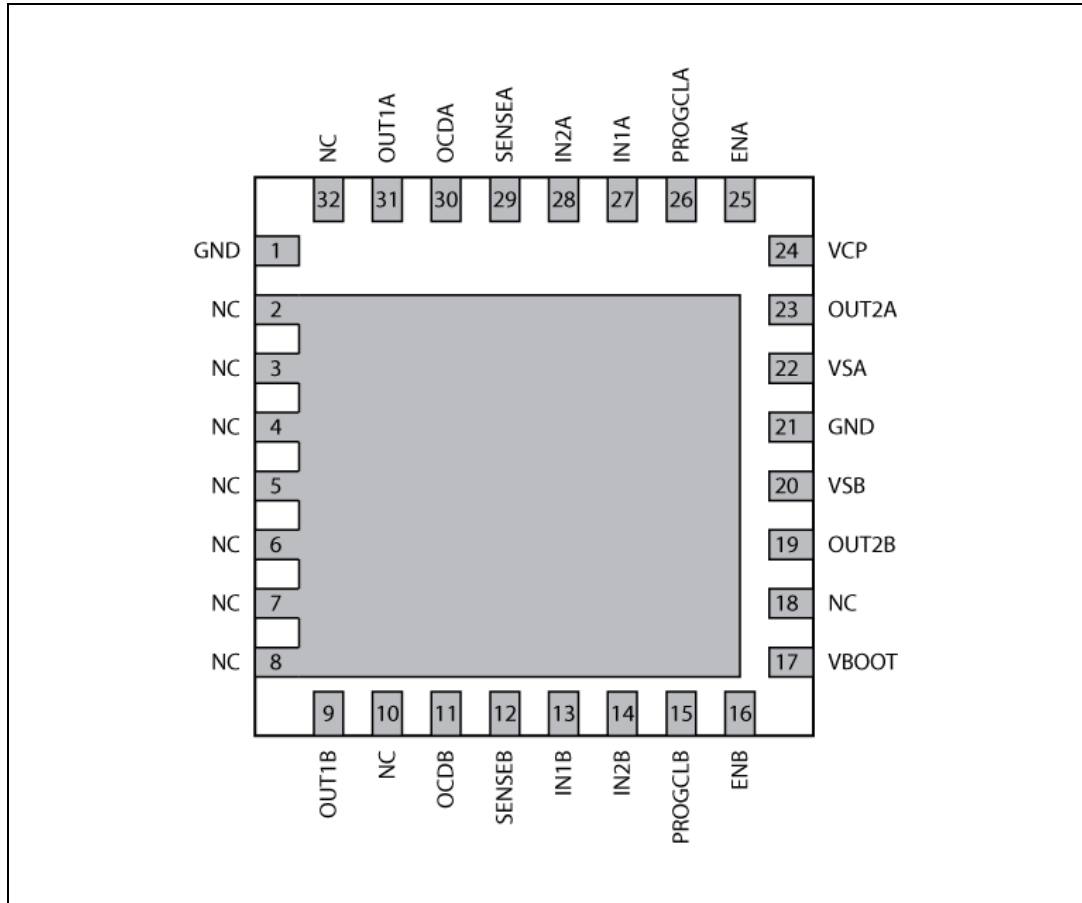 NC
OUT1A
OCDA
SENSEA
IN2A
IN1A
PROGCLA
ENA
32
31
30
29
28
27
26
25
GND 1
NC 2
NC 3
NC 4
NC 5
NC 6
NC 7
NC 8
24 VCP
23 OUT2A
22 VSA
21 GND
20 VSB
19 OUT2B
18 NC
17 VBOOT
9
10
11
12
13
14
15
16
OUT1B
NC
OCDB
SENSEB
IN1B
IN2B
PROGCLB
ENB